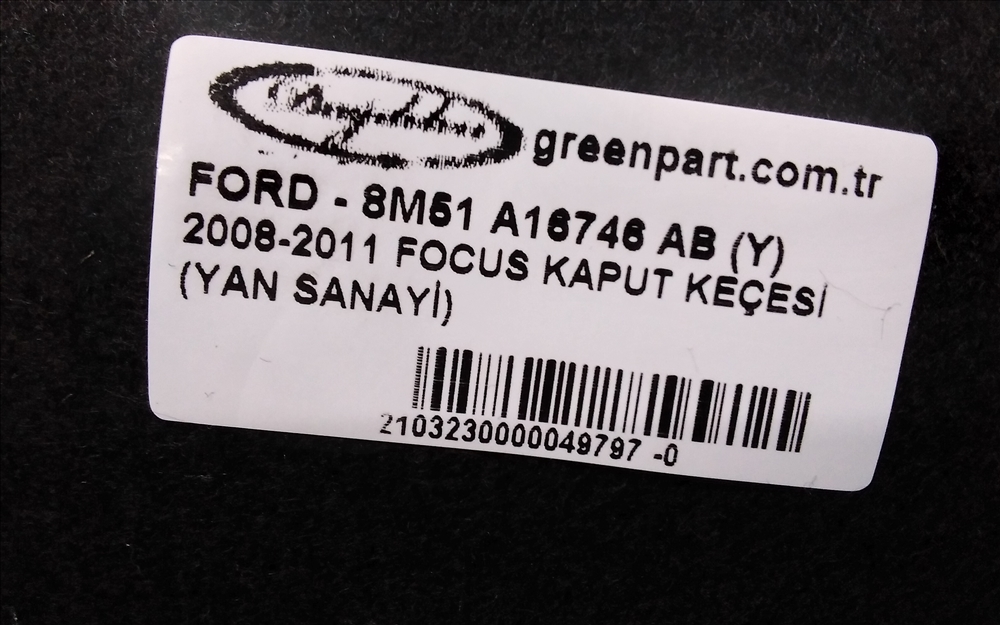 greenpart.com.tr
FORD - 8M51 A16746 AB (Y)
2008-2011 FOCUS KAPUT KEÇESİ
(YAN SANAYİ)
2103230000049797 -0